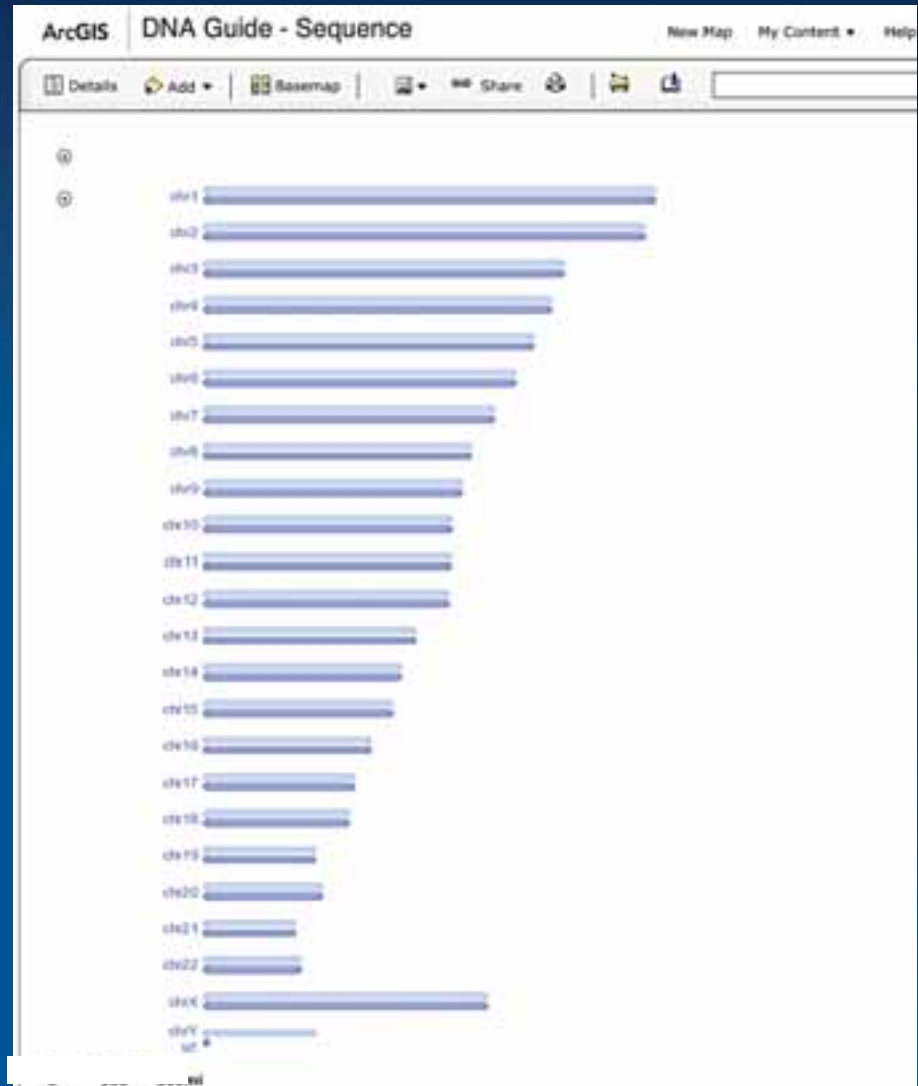 ArcGIS DNA Guide - Sequence New Map My Content Help
Details Add Basemap Share
chr1
chr2
chr3
chr4
chr5
chr6
chr7
chr8
chr9
chr10
chr11
chr12
chr13
chr14
chr15
chr16
chr17
chr18
chr19
chr20
chr21
chr22
chrX
chrY